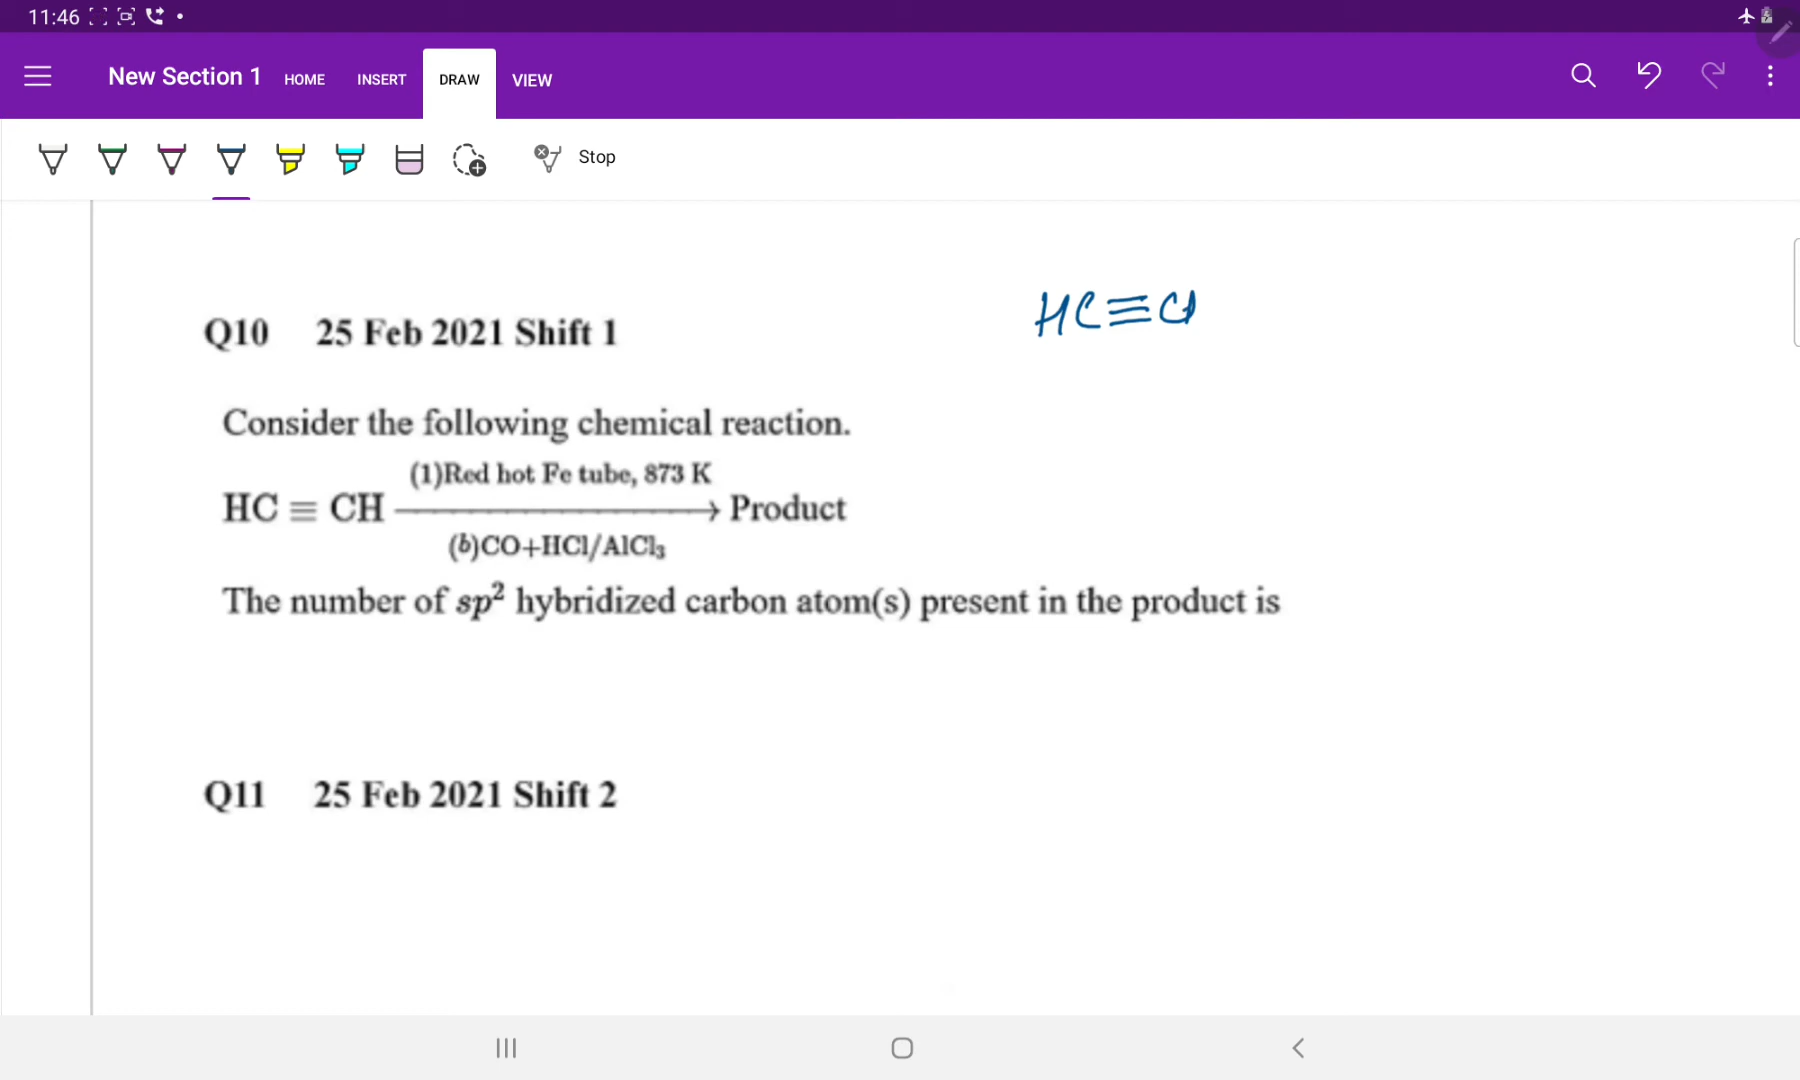 11:46
New Section 1 HOME INSERT DRAW VIEW
Stop
HC≡C
Q10 25 Feb 2021 Shift 1
Consider the following chemical reaction.
(1)Red hot Fe tube, 873 K
HC ≡ CH ⟶ Product
(b)CO+HCl/AlCl₃
The number of sp² hybridized carbon atom(s) present in the product is
Q11 25 Feb 2021 Shift 2